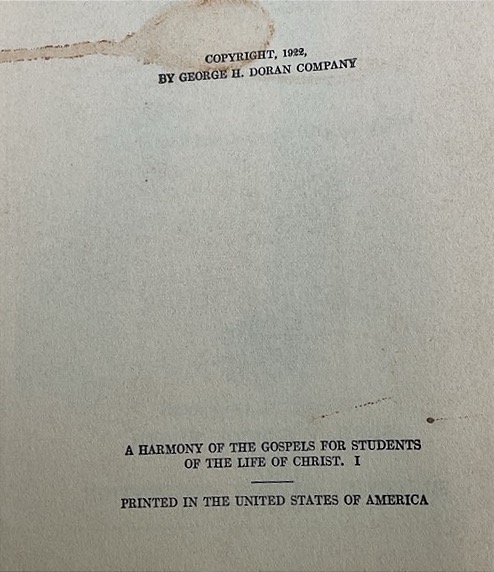 COPYRIGHT, 1922,
BY GEORGE H. DORAN COMPANY
A HARMONY OF THE GOSPELS FOR STUDENTS
OF THE LIFE OF CHRIST. I
PRINTED IN THE UNITED STATES OF AMERICA